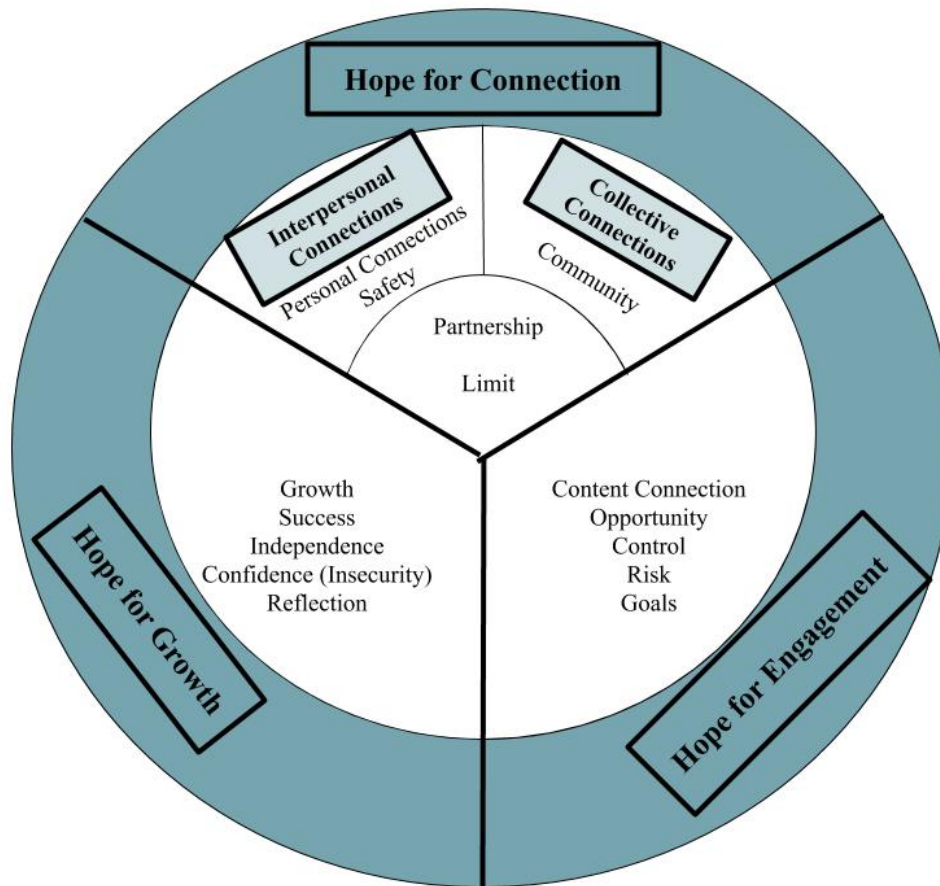 Hope for Connection
Interpersonal
Connections
Personal Connections
Safety
Collective
Connections
Community
Partnership
Limit
Growth
Success
Independence
Confidence (Insecurity)
Reflection
Hope for Growth
Content Connection
Opportunity
Control
Risk
Goals
Hope for Engagement